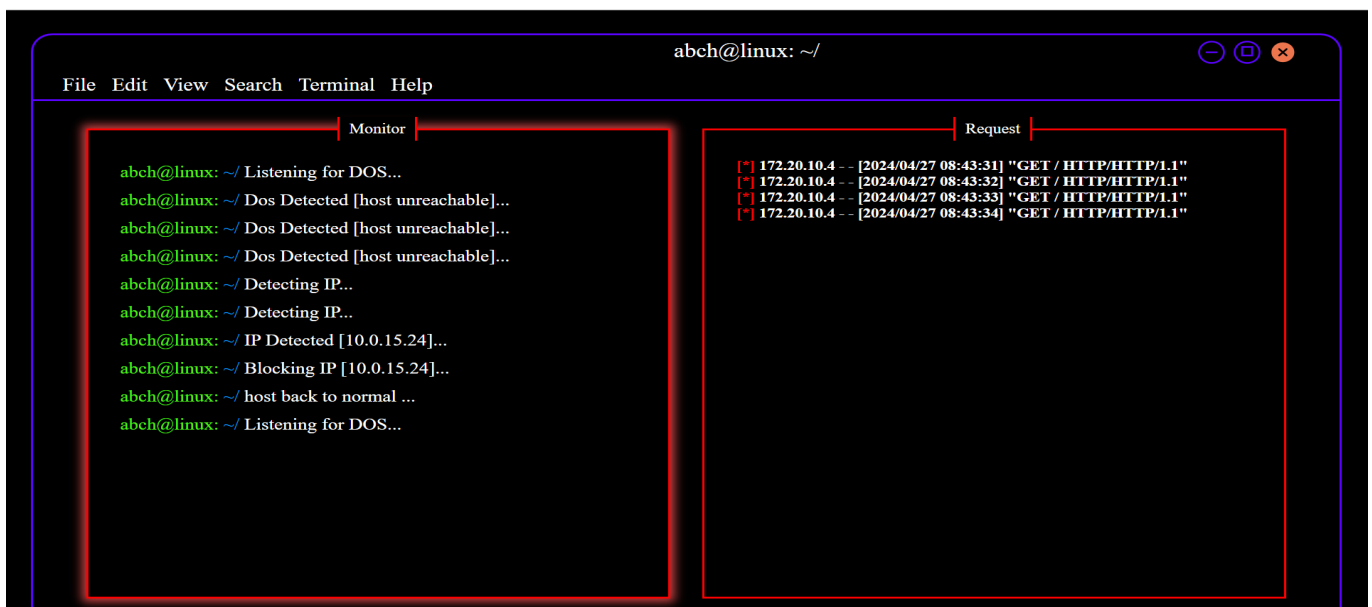 abch@linux: ~/
File Edit View Search Terminal Help
Monitor
abch@linux: ~/ Listening for DOS...
abch@linux: ~/ Dos Detected [host unreachable]...
abch@linux: ~/ Dos Detected [host unreachable]...
abch@linux: ~/ Dos Detected [host unreachable]...
abch@linux: ~/ Detecting IP...
abch@linux: ~/ Detecting IP...
abch@linux: ~/ IP Detected [10.0.15.24]...
abch@linux: ~/ Blocking IP [10.0.15.24]...
abch@linux: ~/ host back to normal ...
abch@linux: ~/ Listening for DOS...
Request
[*] 172.20.10.4 - - [2024/04/27 08:43:31] "GET / HTTP/HTTP/1.1"
[*] 172.20.10.4 - - [2024/04/27 08:43:32] "GET / HTTP/HTTP/1.1"
[*] 172.20.10.4 - - [2024/04/27 08:43:33] "GET / HTTP/HTTP/1.1"
[*] 172.20.10.4 - - [2024/04/27 08:43:34] "GET / HTTP/HTTP/1.1"